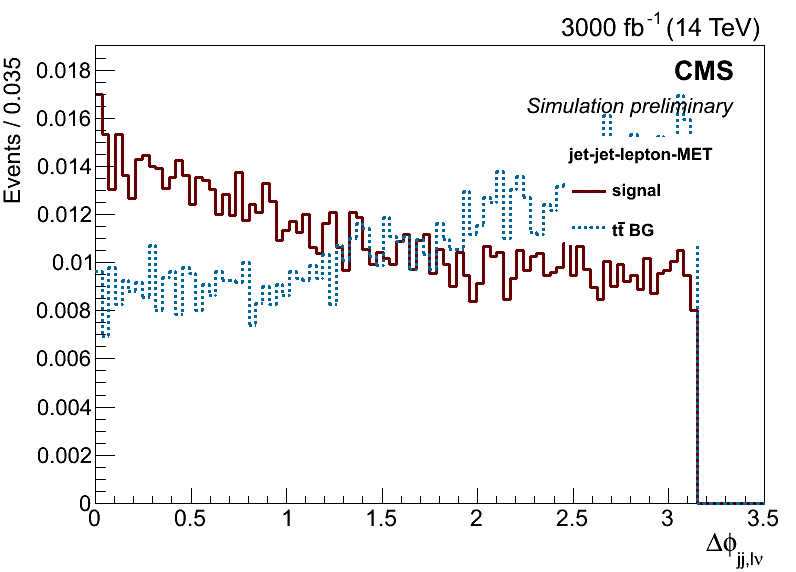 3000 fb⁻¹ (14 TeV)
CMS
Simulation preliminary
jet-jet-lepton-MET
signal
tt̅ BG
Events / 0.035
0.018
0.016
0.014
0.012
0.01
0.008
0.006
0.004
0.002
0
0 0.5 1 1.5 2 2.5 3 3.5
Δϕ jj,lν